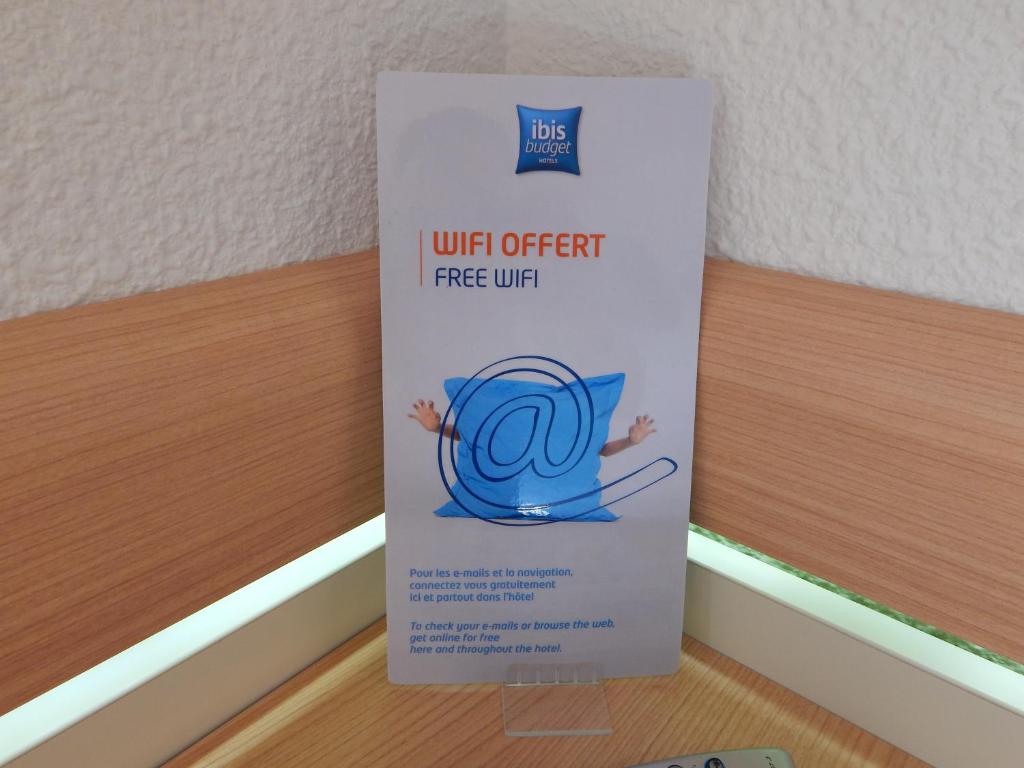 ibis
budget
HOTELS
WIFI OFFERT
FREE WIFI
@
Pour les e-mails et la navigation,
connectez vous gratuitement
ici et partout dans l'hôtel
To check your e-mails or browse the web,
get online for free
here and throughout the hotel.